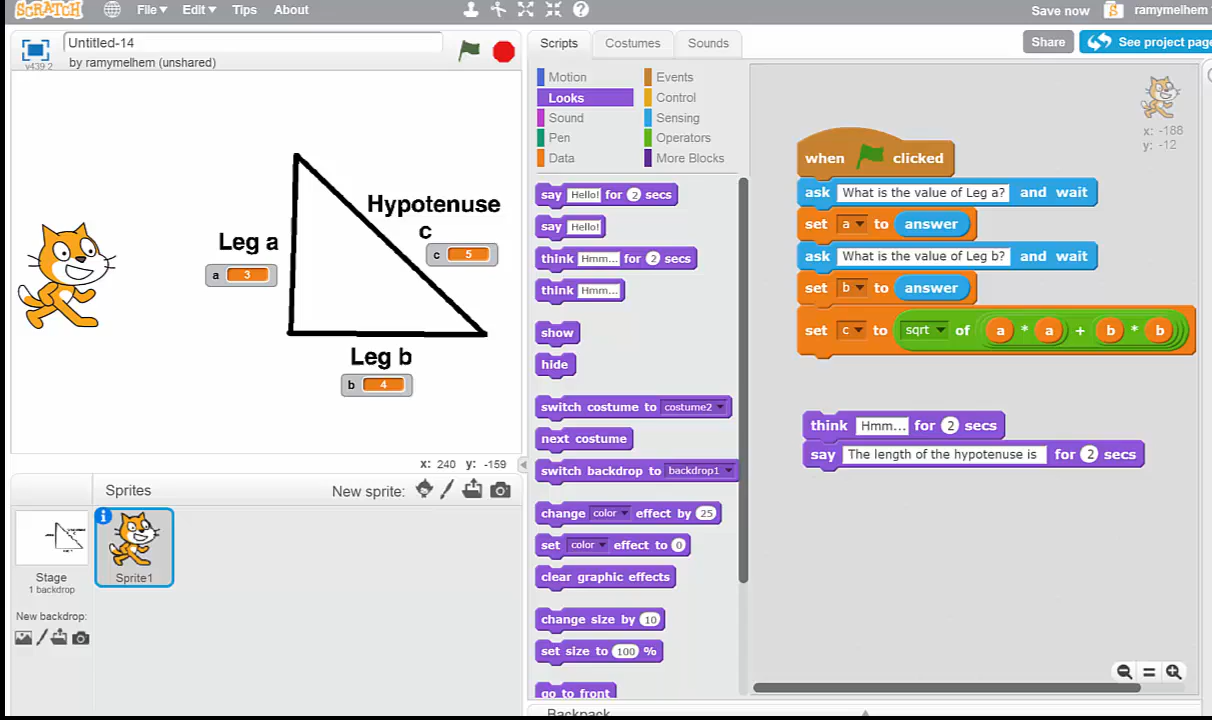 SCRATCH File Edit Tips About Save now ramymelhem
v439.2 Untitled-14 Scripts Costumes Sounds Share See project page
by ramymelhem (unshared)
Hypotenuse
c
c 5
Leg a
a 3
Leg b
b 4
x: 240 y: -159
Sprites New sprite:
Stage
1 backdrop
Sprite1
New backdrop:
Motion Events
Looks Control
Sound Sensing
Pen Operators
Data More Blocks
say Hello! for 2 secs
say Hello!
think Hmm... for 2 secs
think Hmm...
show
hide
switch costume to costume2
next costume
switch backdrop to backdrop1
change color effect by 25
set color effect to 0
clear graphic effects
change size by 10
set size to 100 %
go to front
x: -188
y: -12
when clicked
ask What is the value of Leg a? and wait
set a to answer
ask What is the value of Leg b? and wait
set b to answer
set c to sqrt of a * a + b * b
think Hmm... for 2 secs
say The length of the hypotenuse is for 2 secs
Backpack